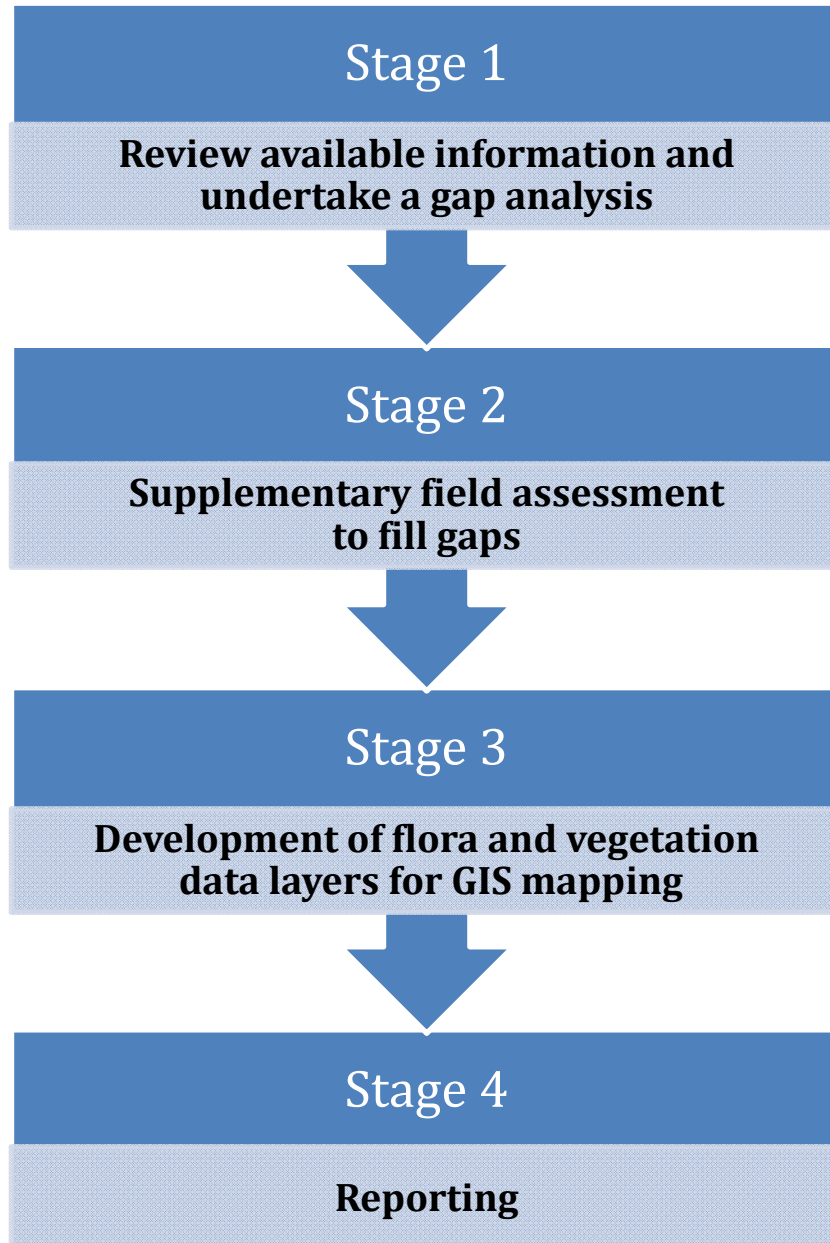 Stage 1
Review available information and
undertake a gap analysis
Stage 2
Supplementary field assessment
to fill gaps
Stage 3
Development of flora and vegetation
data layers for GIS mapping
Stage 4
Reporting